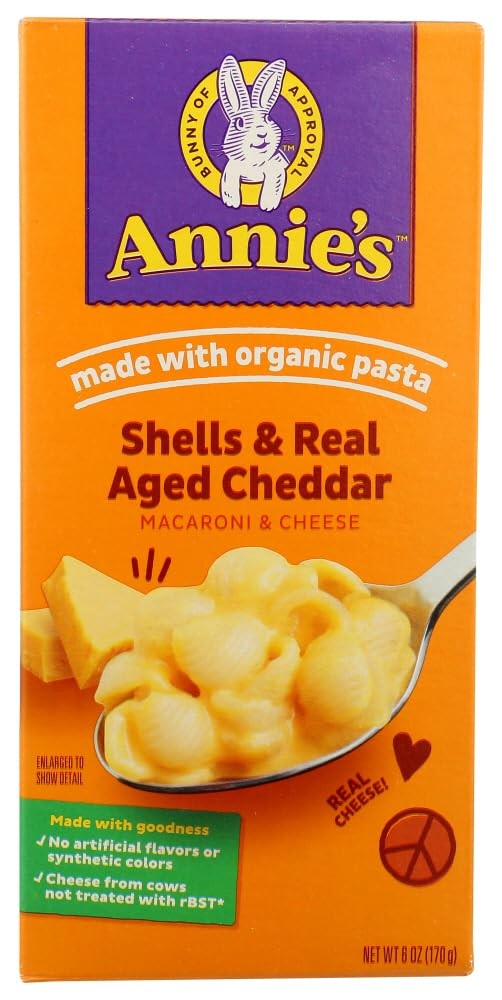 BUNNY OF APPROVAL
TM
Annie's™
made with organic pasta
Shells & Real
Aged Cheddar
MACARONI & CHEESE
ENLARGED TO
SHOW DETAIL
REAL
CHEESE!
Made with goodness
✓No artificial flavors or
synthetic colors
✓Cheese from cows
not treated with rBST*
NET WT 6 OZ (170 g)